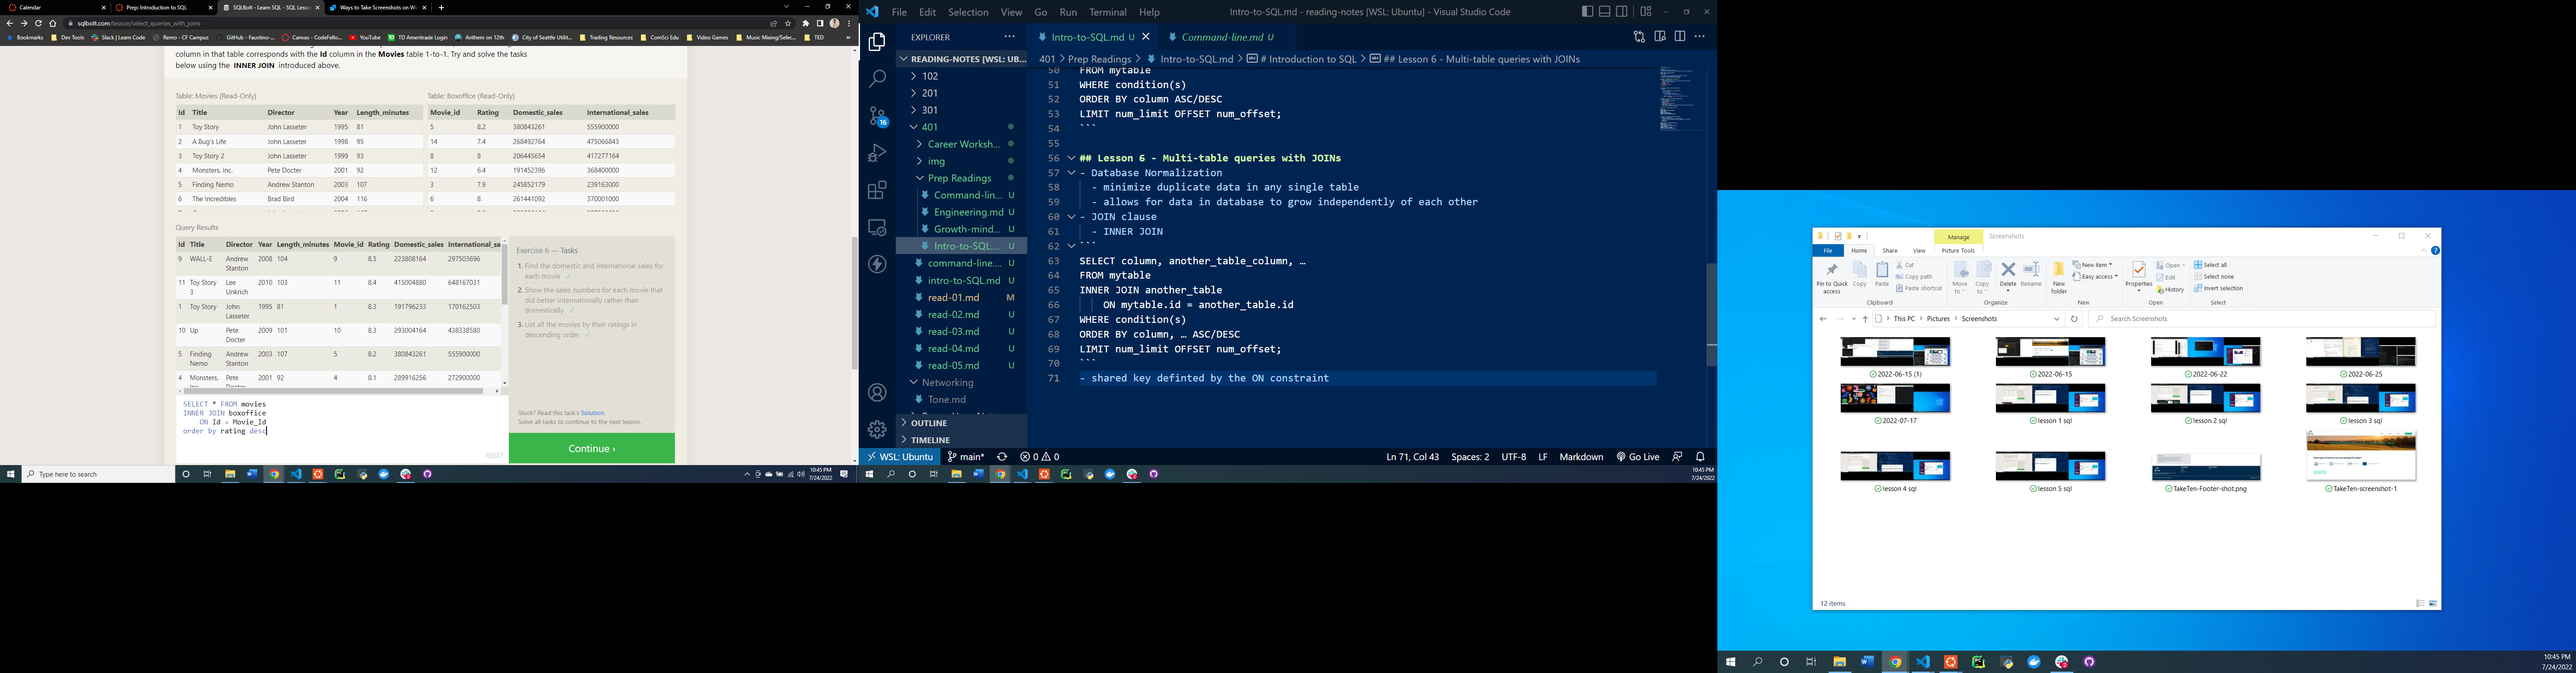 Calendar
Prep: Introduction to SQL
SQLBolt - Learn SQL - SQL Lesso
Ways to Take Screenshots on Wi
sqlbolt.com/lesson/select_queries_with_joins
Bookmarks
Dev Tools
Slack | Learn Code
Remo - CF Campus
GitHub - Faustino-...
Canvas - CodeFello...
YouTube
TD Ameritrade Login
Anthem on 12th
City of Seattle Utilit...
Trading Resources
ComSci Edu
Video Games
Music Mixing/Selec...
TED
column in that table corresponds with the Id column in the Movies table 1-to-1. Try and solve the tasks
below using the INNER JOIN introduced above.
Table: Movies (Read-Only)
Id Title Director Year Length_minutes
1 Toy Story John Lasseter 1995 81
2 A Bug's Life John Lasseter 1998 95
3 Toy Story 2 John Lasseter 1999 93
4 Monsters, Inc. Pete Docter 2001 92
5 Finding Nemo Andrew Stanton 2003 107
6 The Incredibles Brad Bird 2004 116
Table: Boxoffice (Read-Only)
Movie_id Rating Domestic_sales International_sales
5 8.2 380843261 555900000
14 7.4 268492764 475066843
8 8 206445654 417277164
12 6.4 191452396 368400000
3 7.9 245852179 239163000
6 8 261441092 370001000
Query Results
Id Title Director Year Length_minutes Movie_id Rating Domestic_sales International_sa
9 WALL-E Andrew Stanton 2008 104 9 8.5 223808164 297503696
11 Toy Story 3 Lee Unkrich 2010 103 11 8.4 415004880 648167031
1 Toy Story John Lasseter 1995 81 1 8.3 191796233 170162503
10 Up Pete Docter 2009 101 10 8.3 293004164 438338580
5 Finding Nemo Andrew Stanton 2003 107 5 8.2 380843261 555900000
4 Monsters, Pete 2001 92 4 8.1 289916256 272900000
Exercise 6 — Tasks
1. Find the domestic and international sales for
each movie ✓
2. Show the sales numbers for each movie that
did better internationally rather than
domestically ✓
3. List all the movies by their ratings in
descending order ✓
Stuck? Read this task's Solution.
Solve all tasks to continue to the next lesson.
Continue ›
SELECT * FROM movies
INNER JOIN boxoffice
ON Id = Movie_Id
order by rating desc
RESET
Type here to search
10:45 PM
7/24/2022
File Edit Selection View Go Run Terminal Help
Intro-to-SQL.md - reading-notes [WSL: Ubuntu] - Visual Studio Code
EXPLORER
READING-NOTES [WSL: UB...
102
201
301
401
Career Worksh...
img
Prep Readings
Command-lin... U
Engineering.md U
Growth-mind... U
Intro-to-SQL... U
command-line.... U
intro-to-SQL.md U
read-01.md M
read-02.md U
read-03.md U
read-04.md U
read-05.md U
Networking
Tone.md
OUTLINE
TIMELINE
16
Intro-to-SQL.md U
Command-line.md U
401 > Prep Readings > Intro-to-SQL.md > # Introduction to SQL > ## Lesson 6 - Multi-table queries with JOINs
50 FROM mytable
51 WHERE condition(s)
52 ORDER BY column ASC/DESC
53 LIMIT num_limit OFFSET num_offset;
54 ```
55
56 ## Lesson 6 - Multi-table queries with JOINs
57 - Database Normalization
58 - minimize duplicate data in any single table
59 - allows for data in database to grow independently of each other
60 - JOIN clause
61 - INNER JOIN
62 ```
63 SELECT column, another_table_column, …
64 FROM mytable
65 INNER JOIN another_table
66 ON mytable.id = another_table.id
67 WHERE condition(s)
68 ORDER BY column, … ASC/DESC
69 LIMIT num_limit OFFSET num_offset;
70 ```
71 - shared key definted by the ON constraint
WSL: Ubuntu
main*
0 0
Ln 71, Col 43
Spaces: 2
UTF-8
LF
Markdown
Go Live
10:45 PM
7/24/2022
Manage
Screenshots
File Home Share View Picture Tools
Pin to Quick access
Copy
Paste
Cut
Copy path
Paste shortcut
Clipboard
Move to
Copy to
Delete
Rename
Organize
New folder
New item
Easy access
New
Properties
Open
Edit
History
Open
Select all
Select none
Invert selection
Select
This PC > Pictures > Screenshots
Search Screenshots
2022-06-15 (1)
2022-06-15
2022-06-22
2022-06-25
2022-07-17
lesson 1 sql
lesson 2 sql
lesson 3 sql
lesson 4 sql
lesson 5 sql
TakeTen-Footer-shot.png
TakeTen-screenshot-1
12 items
10:45 PM
7/24/2022